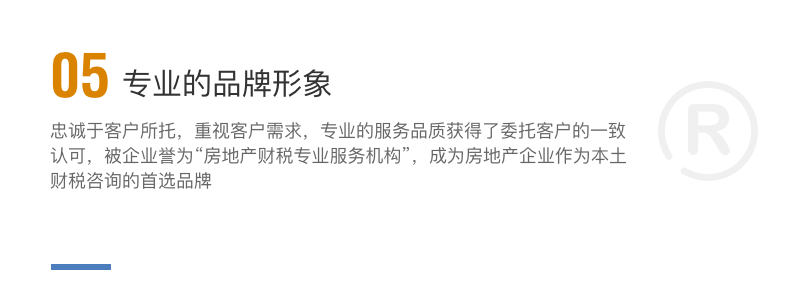 05 专业的品牌形象
忠诚于客户所托，重视客户需求，专业的服务品质获得了委托客户的一致
认可，被企业誉为“房地产财税专业服务机构”，成为房地产企业作为本土
财税咨询的首选品牌
®